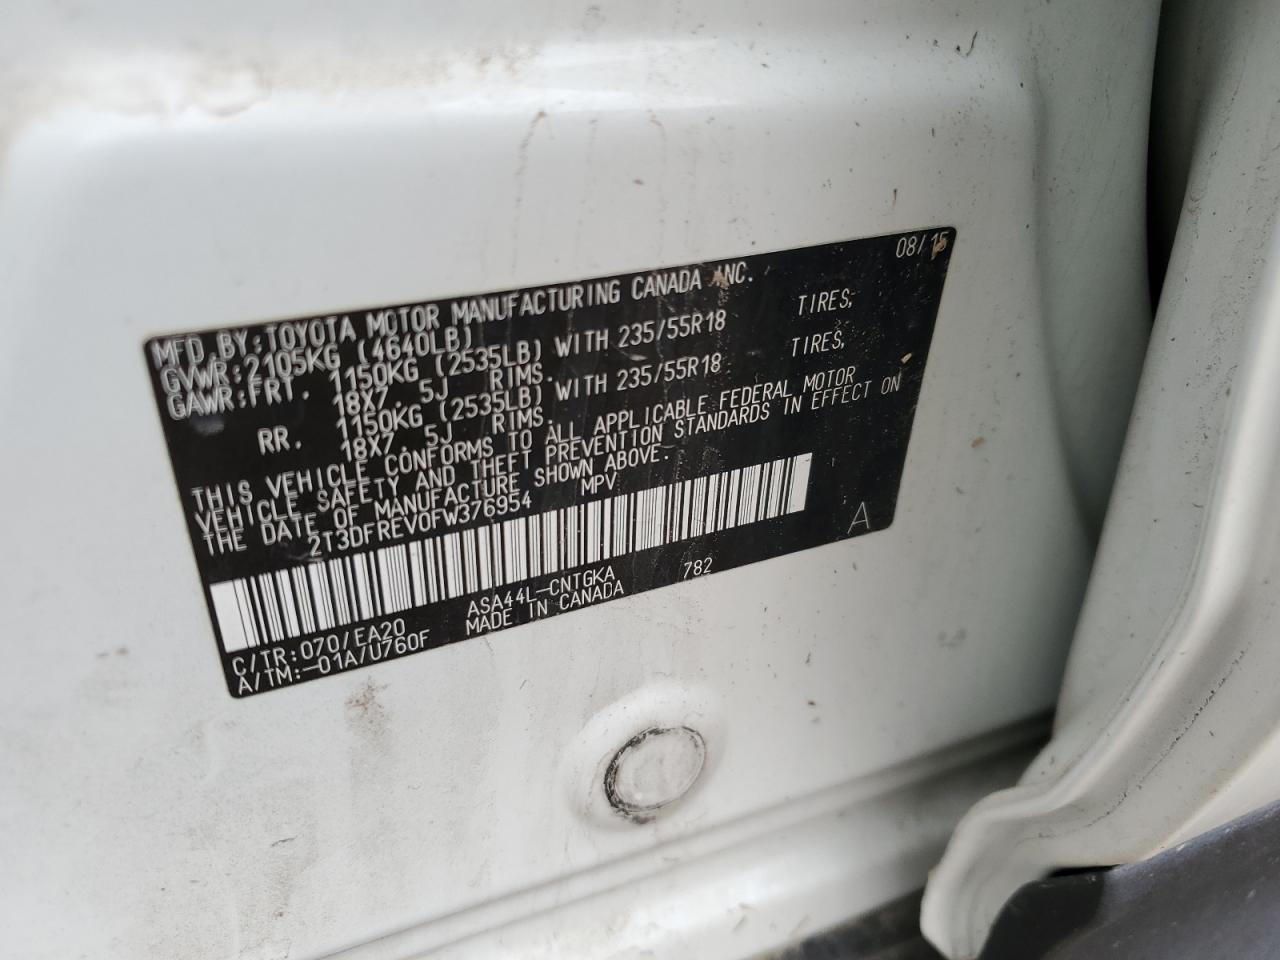 08/15
MFD.BY:TOYOTA MOTOR MANUFACTURING CANADA INC.
GVWR:2105KG (4640LB)
GAWR:FRT. 1150KG (2535LB) WITH 235/55R18 TIRES,
18X7.5J RIMS.
RR. 1150KG (2535LB) WITH 235/55R18 TIRES,
18X7.5J RIMS.
THIS VEHICLE CONFORMS TO ALL APPLICABLE FEDERAL MOTOR
VEHICLE SAFETY AND THEFT PREVENTION STANDARDS IN EFFECT ON
THE DATE OF MANUFACTURE SHOWN ABOVE.
2T3DFREV0FW376954 MPV
A
C/TR:070/EA20 ASA44L-CNTGKA 782
A/TM:-01A/U760F MADE IN CANADA